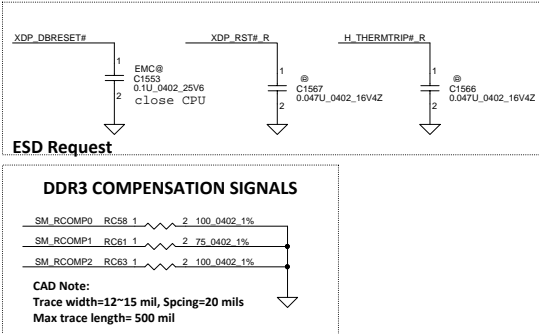 XDP_DBRESET#
XDP_RST#_R
H_THERMTRIP#_R
1
EMC@
C1553
0.1U_0402_25V6
2
close CPU
1
@
C1567
0.047U_0402_16V4Z
2
1
@
C1566
0.047U_0402_16V4Z
2
ESD Request
DDR3 COMPENSATION SIGNALS
SM_RCOMP0 RC58 1 2 100_0402_1%
SM_RCOMP1 RC61 1 2 75_0402_1%
SM_RCOMP2 RC63 1 2 100_0402_1%
CAD Note:
Trace width=12~15 mil, Spcing=20 mils
Max trace length= 500 mil